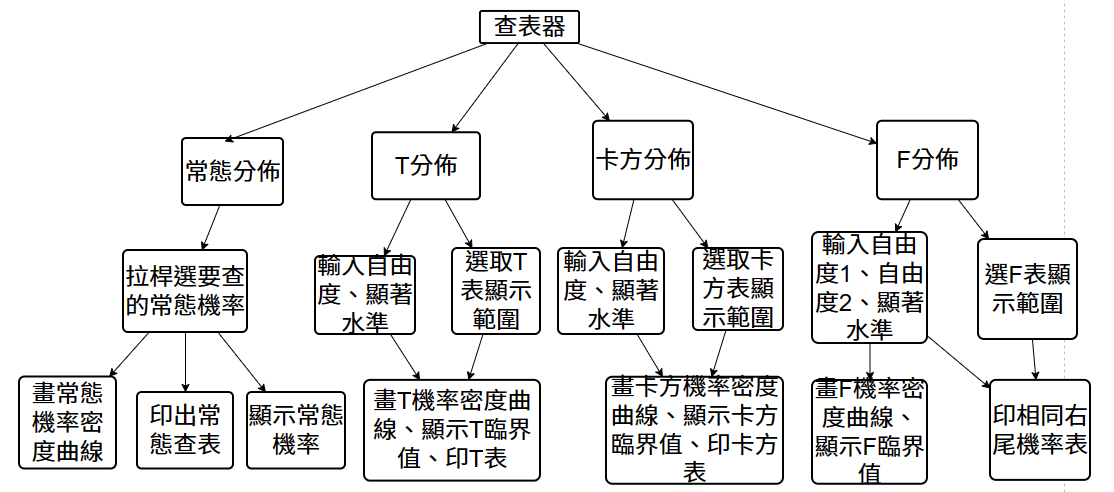 查表器
常態分佈
T分佈
卡方分佈
F分佈
拉桿選要查
的常態機率
輸入自由
度、顯著
水準
選取T
表顯示
範圍
輸入自由
度、顯著
水準
選取卡
方表顯
示範圍
輸入自由
度1、自由
度2、顯著
水準
選F表顯
示範圍
畫常態
機率密
度曲線
印出常
態查表
顯示常態
機率
畫T機率密度曲
線、顯示T臨界
值、印T表
畫卡方機率密度
曲線、顯示卡方
臨界值、印卡方
表
畫F機率密
度曲線、
顯示F臨界
值
印相同右
尾機率表